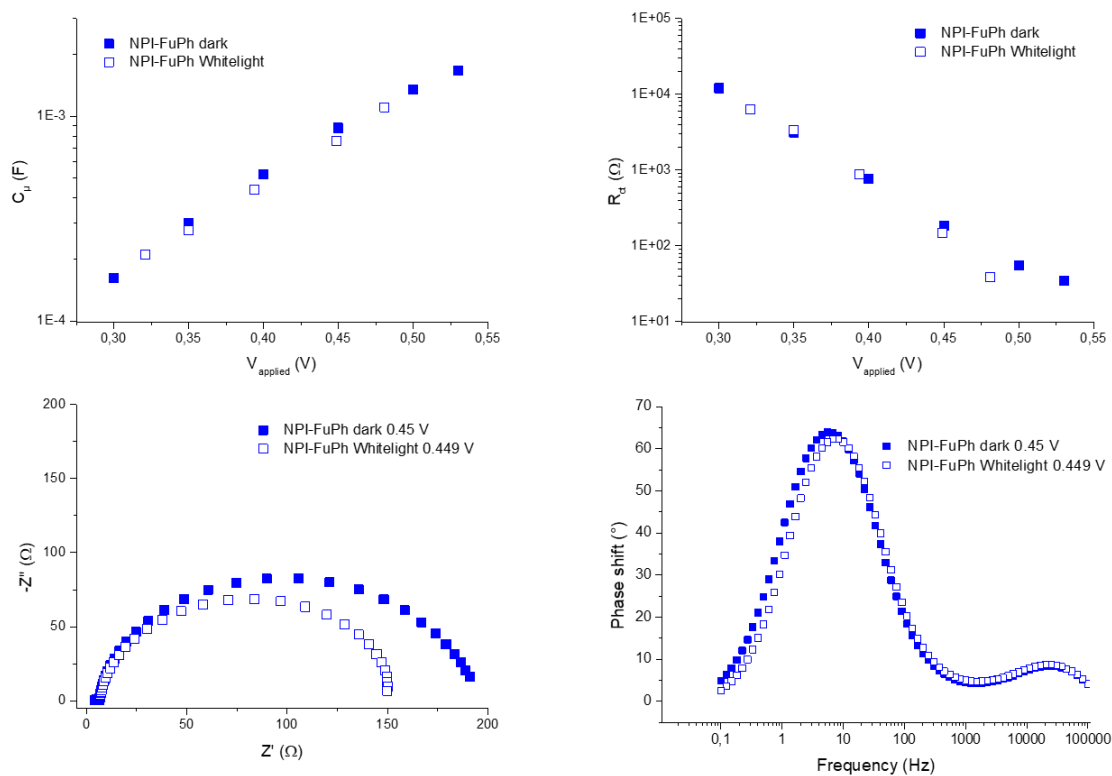 NPI-FuPh dark
NPI-FuPh Whitelight
1E-3
1E-4
C_μ (F)
0,30 0,35 0,40 0,45 0,50 0,55
V_applied (V)
1E+05
1E+04
1E+03
1E+02
1E+01
R_ct (Ω)
NPI-FuPh dark
NPI-FuPh Whitelight
0,30 0,35 0,40 0,45 0,50 0,55
V_applied (V)
200
150
100
50
0
-Z'' (Ω)
NPI-FuPh dark 0.45 V
NPI-FuPh Whitelight 0.449 V
0 50 100 150 200
Z' (Ω)
70
60
50
40
30
20
10
0
Phase shift (°)
NPI-FuPh dark 0.45 V
NPI-FuPh Whitelight 0.449 V
0,1 1 10 100 1000 10000 100000
Frequency (Hz)